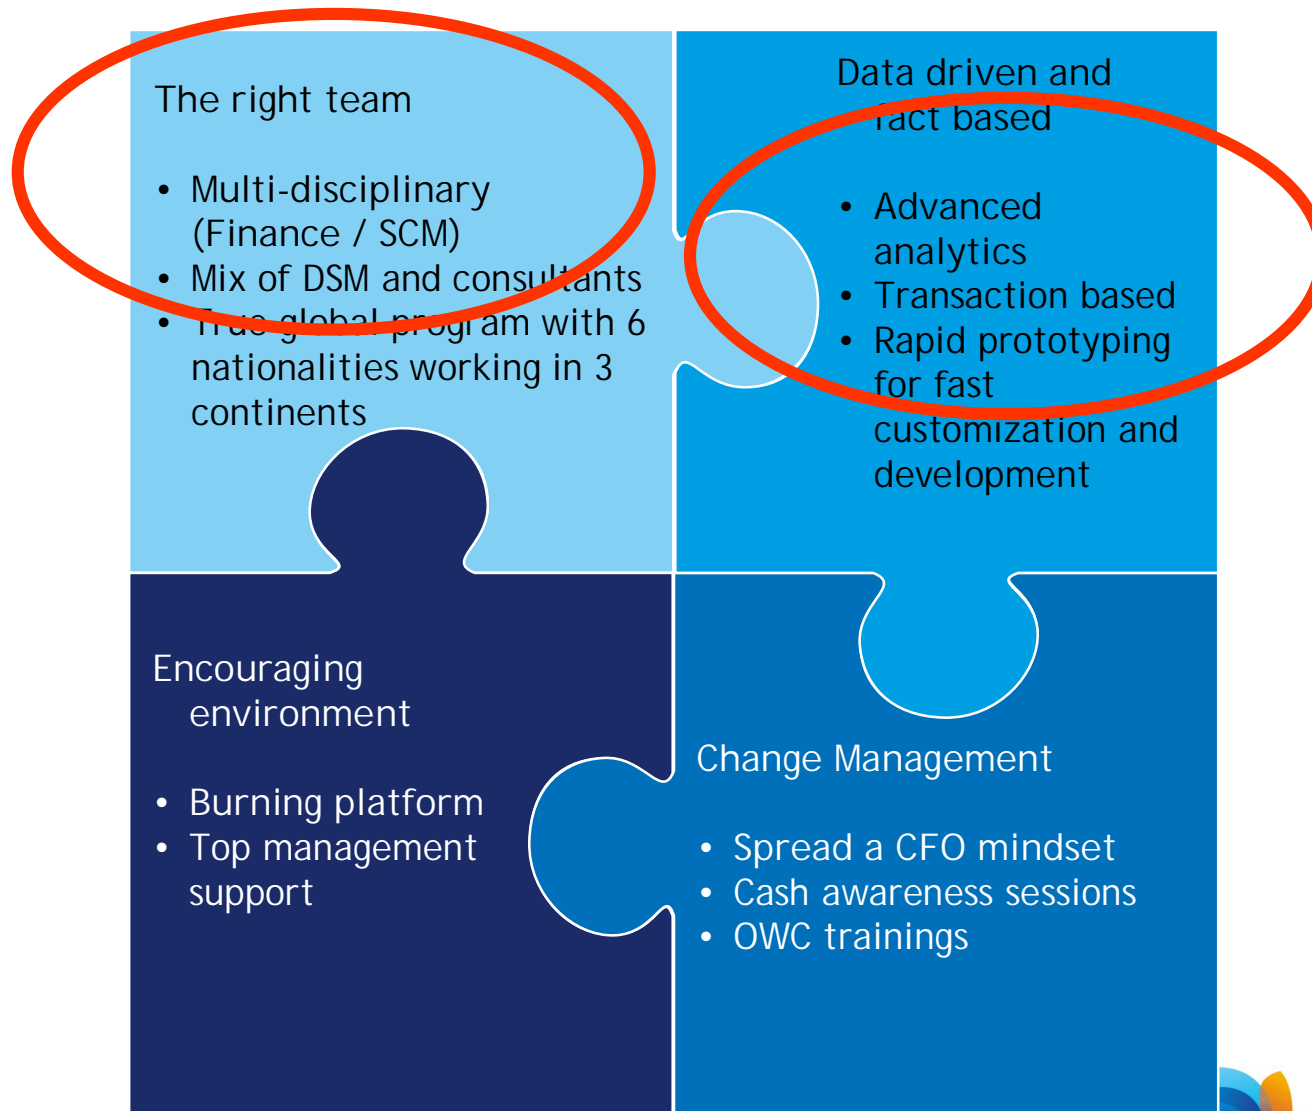 The right team
• Multi-disciplinary
(Finance / SCM)
• Mix of DSM and consultants
• True global program with 6
nationalities working in 3
continents
Data driven and
fact based
• Advanced
analytics
• Transaction based
• Rapid prototyping
for fast
customization and
development
Encouraging
environment
• Burning platform
• Top management
support
Change Management
• Spread a CFO mindset
• Cash awareness sessions
• OWC trainings